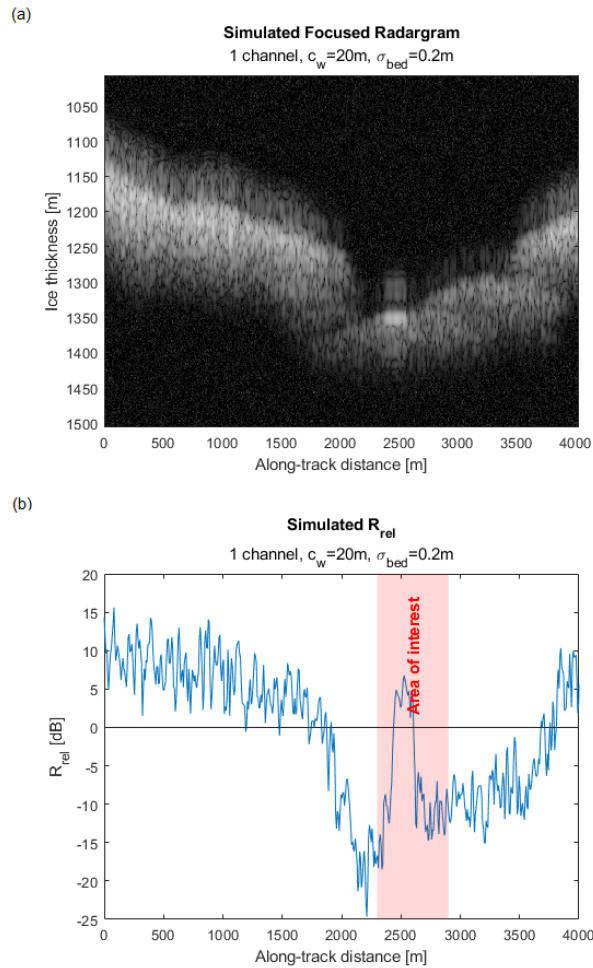 (a)
Simulated Focused Radargram
1 channel, c_w=20m, σ_bed=0.2m
Ice thickness [m]
1050
1100
1150
1200
1250
1300
1350
1400
1450
1500
0 500 1000 1500 2000 2500 3000 3500 4000
Along-track distance [m]
(b)
Simulated R_rel
1 channel, c_w=20m, σ_bed=0.2m
R_rel [dB]
20
15
10
5
0
-5
-10
-15
-20
-25
Area of interest
0 500 1000 1500 2000 2500 3000 3500 4000
Along-track distance [m]